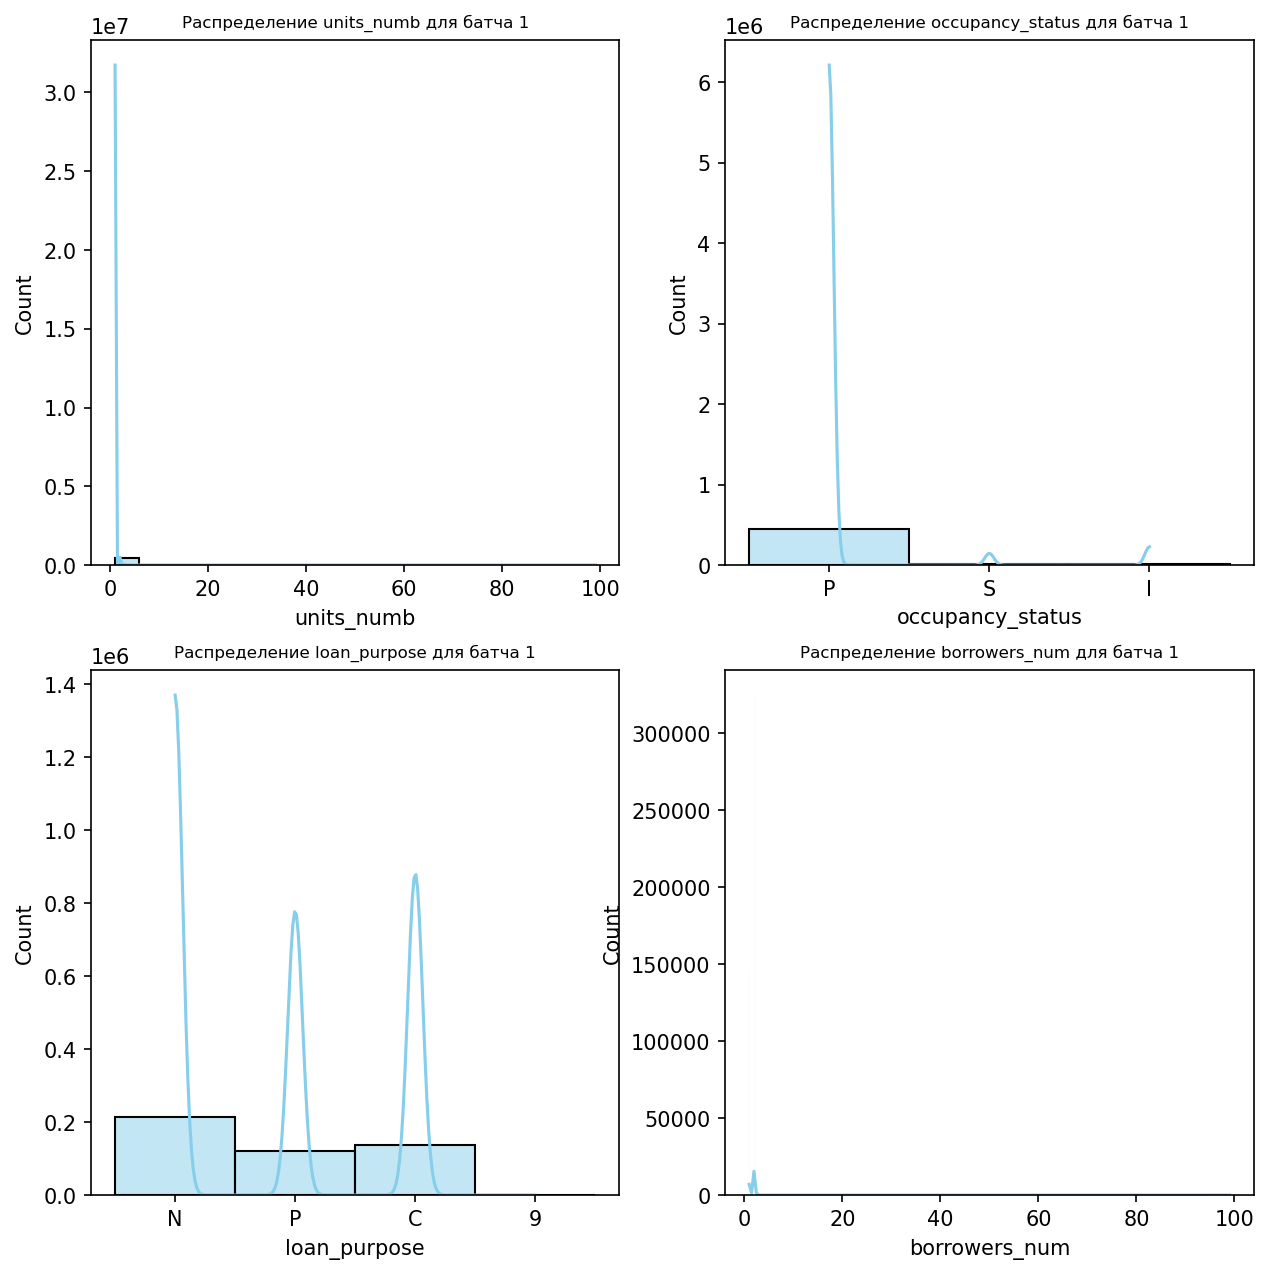 Распределение units_numb для батча 1
1e7
3.0
2.5
2.0
1.5
1.0
0.5
0.0
Count
0 20 40 60 80 100
units_numb
Распределение occupancy_status для батча 1
1e6
6
5
4
3
2
1
0
Count
P S I
occupancy_status
Распределение loan_purpose для батча 1
1e6
1.4
1.2
1.0
0.8
0.6
0.4
0.2
0.0
Count
N P C 9
loan_purpose
Распределение borrowers_num для батча 1
300000
250000
200000
150000
100000
50000
0
Count
0 20 40 60 80 100
borrowers_num